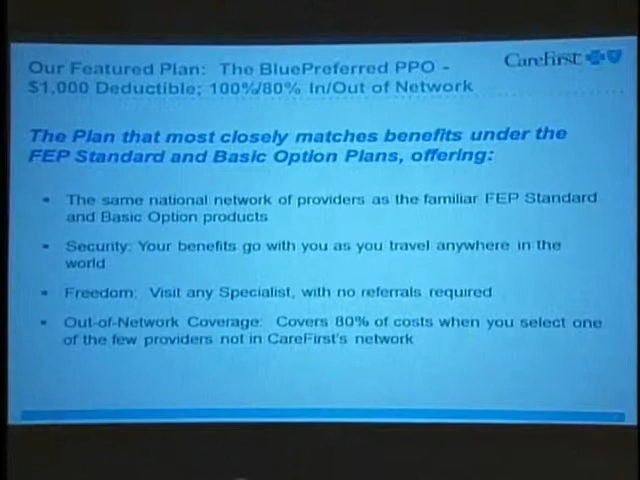 Our Featured Plan: The BluePreferred PPO -
$1,000 Deductible; 100%/80% In/Out of Network
CareFirst
The Plan that most closely matches benefits under the
FEP Standard and Basic Option Plans, offering:
• The same national network of providers as the familiar FEP Standard
and Basic Option products
• Security: Your benefits go with you as you travel anywhere in the
world
• Freedom: Visit any Specialist, with no referrals required
• Out-of-Network Coverage: Covers 80% of costs when you select one
of the few providers not in CareFirst's network